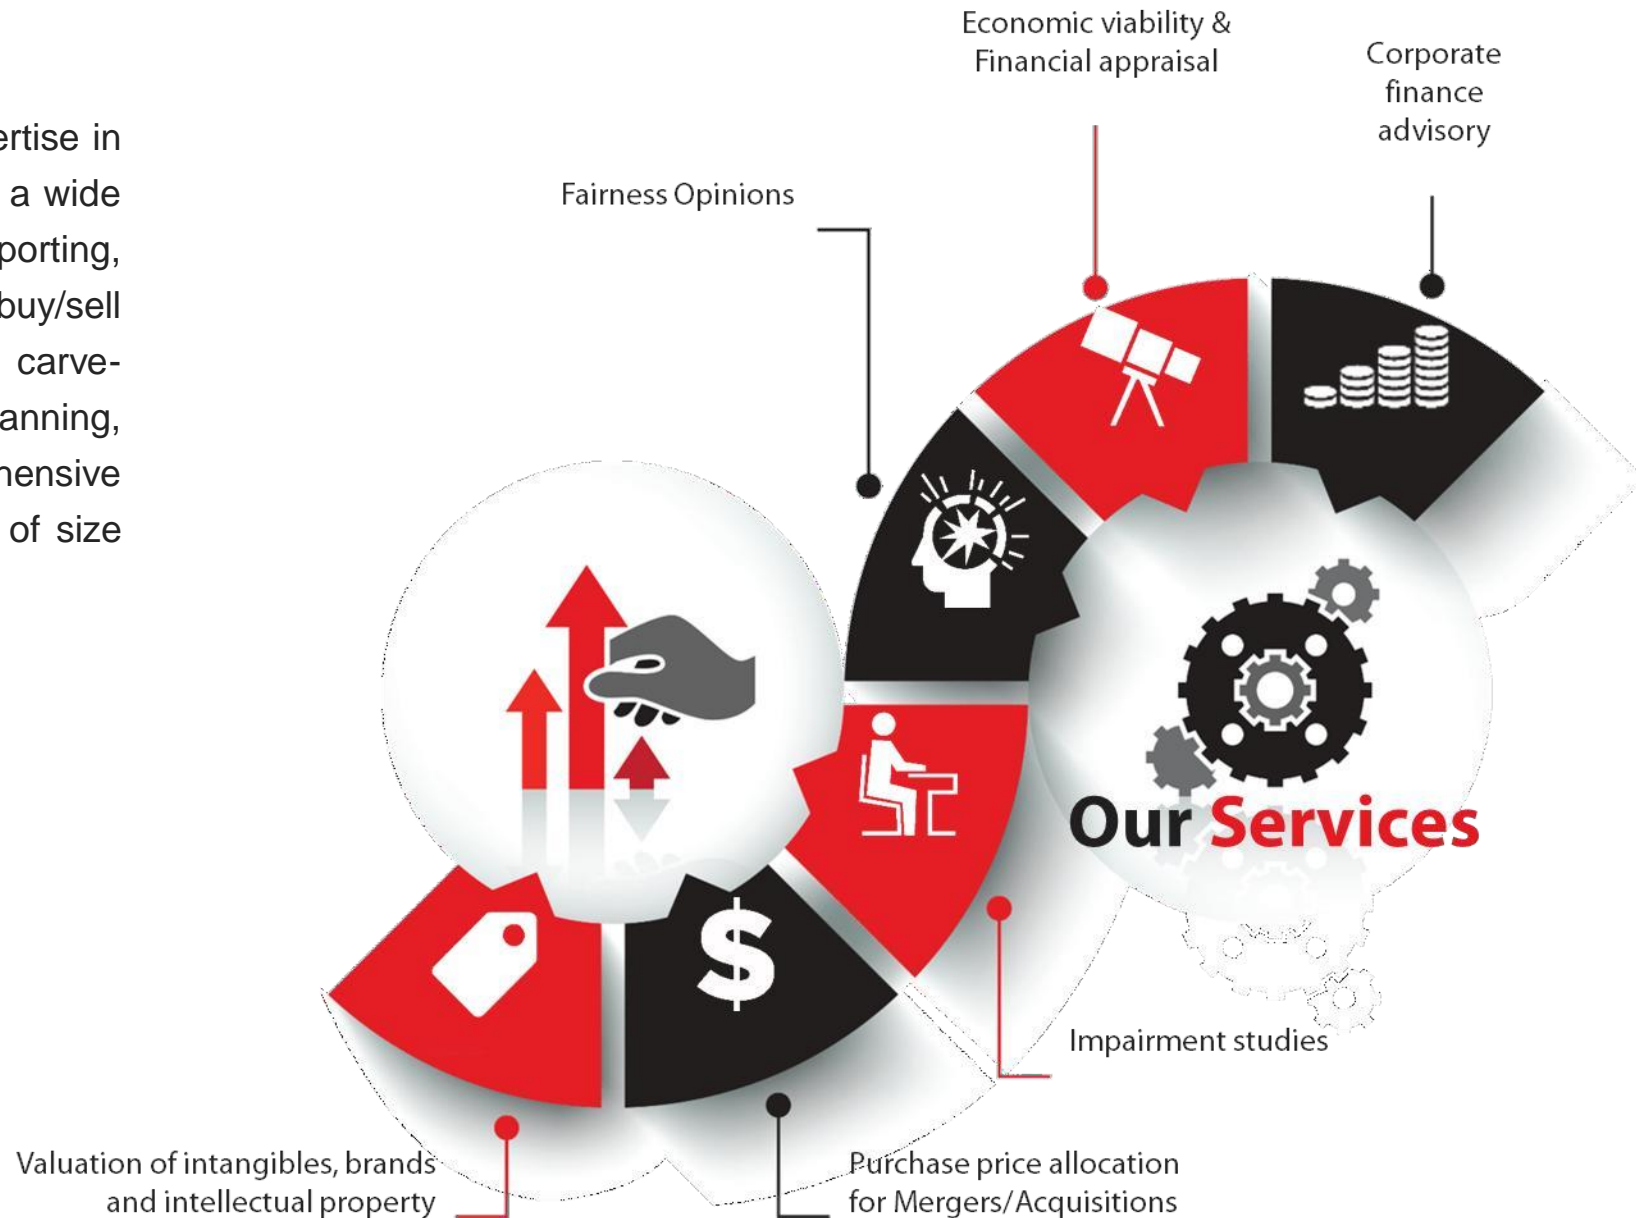 ertise in
a wide
porting,
buy/sell
carve-
anning,
hensive
of size
Economic viability &
Financial appraisal
Corporate
finance
advisory
Fairness Opinions
Our Services
Impairment studies
Valuation of intangibles, brands
and intellectual property
Purchase price allocation
for Mergers/Acquisitions
$